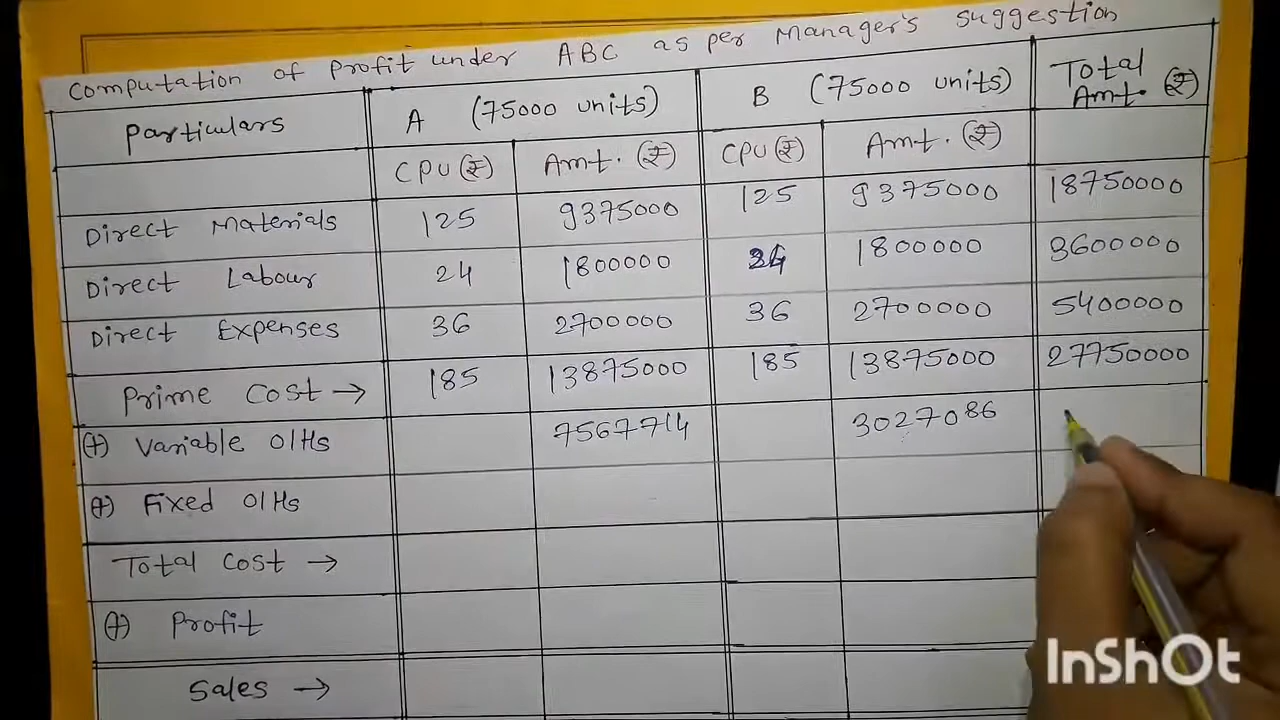 Computation of Profit under ABC as per Manager's suggestion
Particulars A (75000 units) B (75000 units) Total Amt. (₹)
CPU (₹) Amt. (₹) CPU (₹) Amt. (₹)
Direct Materials 125 9375000 125 9375000 18750000
Direct Labour 24 1800000 24 1800000 3600000
Direct Expenses 36 2700000 36 2700000 5400000
Prime Cost → 185 13875000 185 13875000 27750000
(+) Variable O/Hs 7567714 3027086
(+) Fixed O/Hs
Total Cost →
(+) Profit
Sales →
InShOt